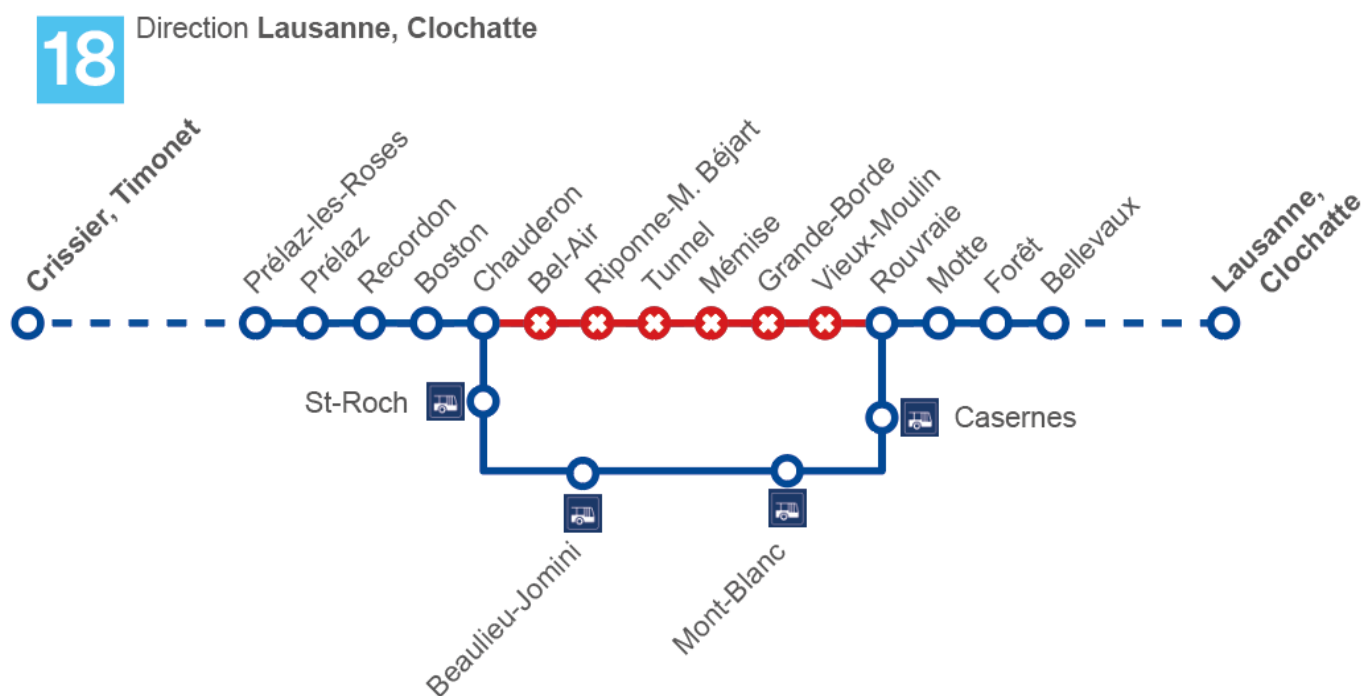 18
Direction Lausanne, Clochatte
Crissier, Timonet
Prélaz-les-Roses
Prélaz
Recordon
Boston
Chauderon
Bel-Air
Riponne-M. Béjart
Tunnel
Mémise
Grande-Borde
Vieux-Moulin
Rouvraie
Motte
Forêt
Bellevaux
Lausanne,
Clochatte
St-Roch
Casernes
Beaulieu-Jomini
Mont-Blanc